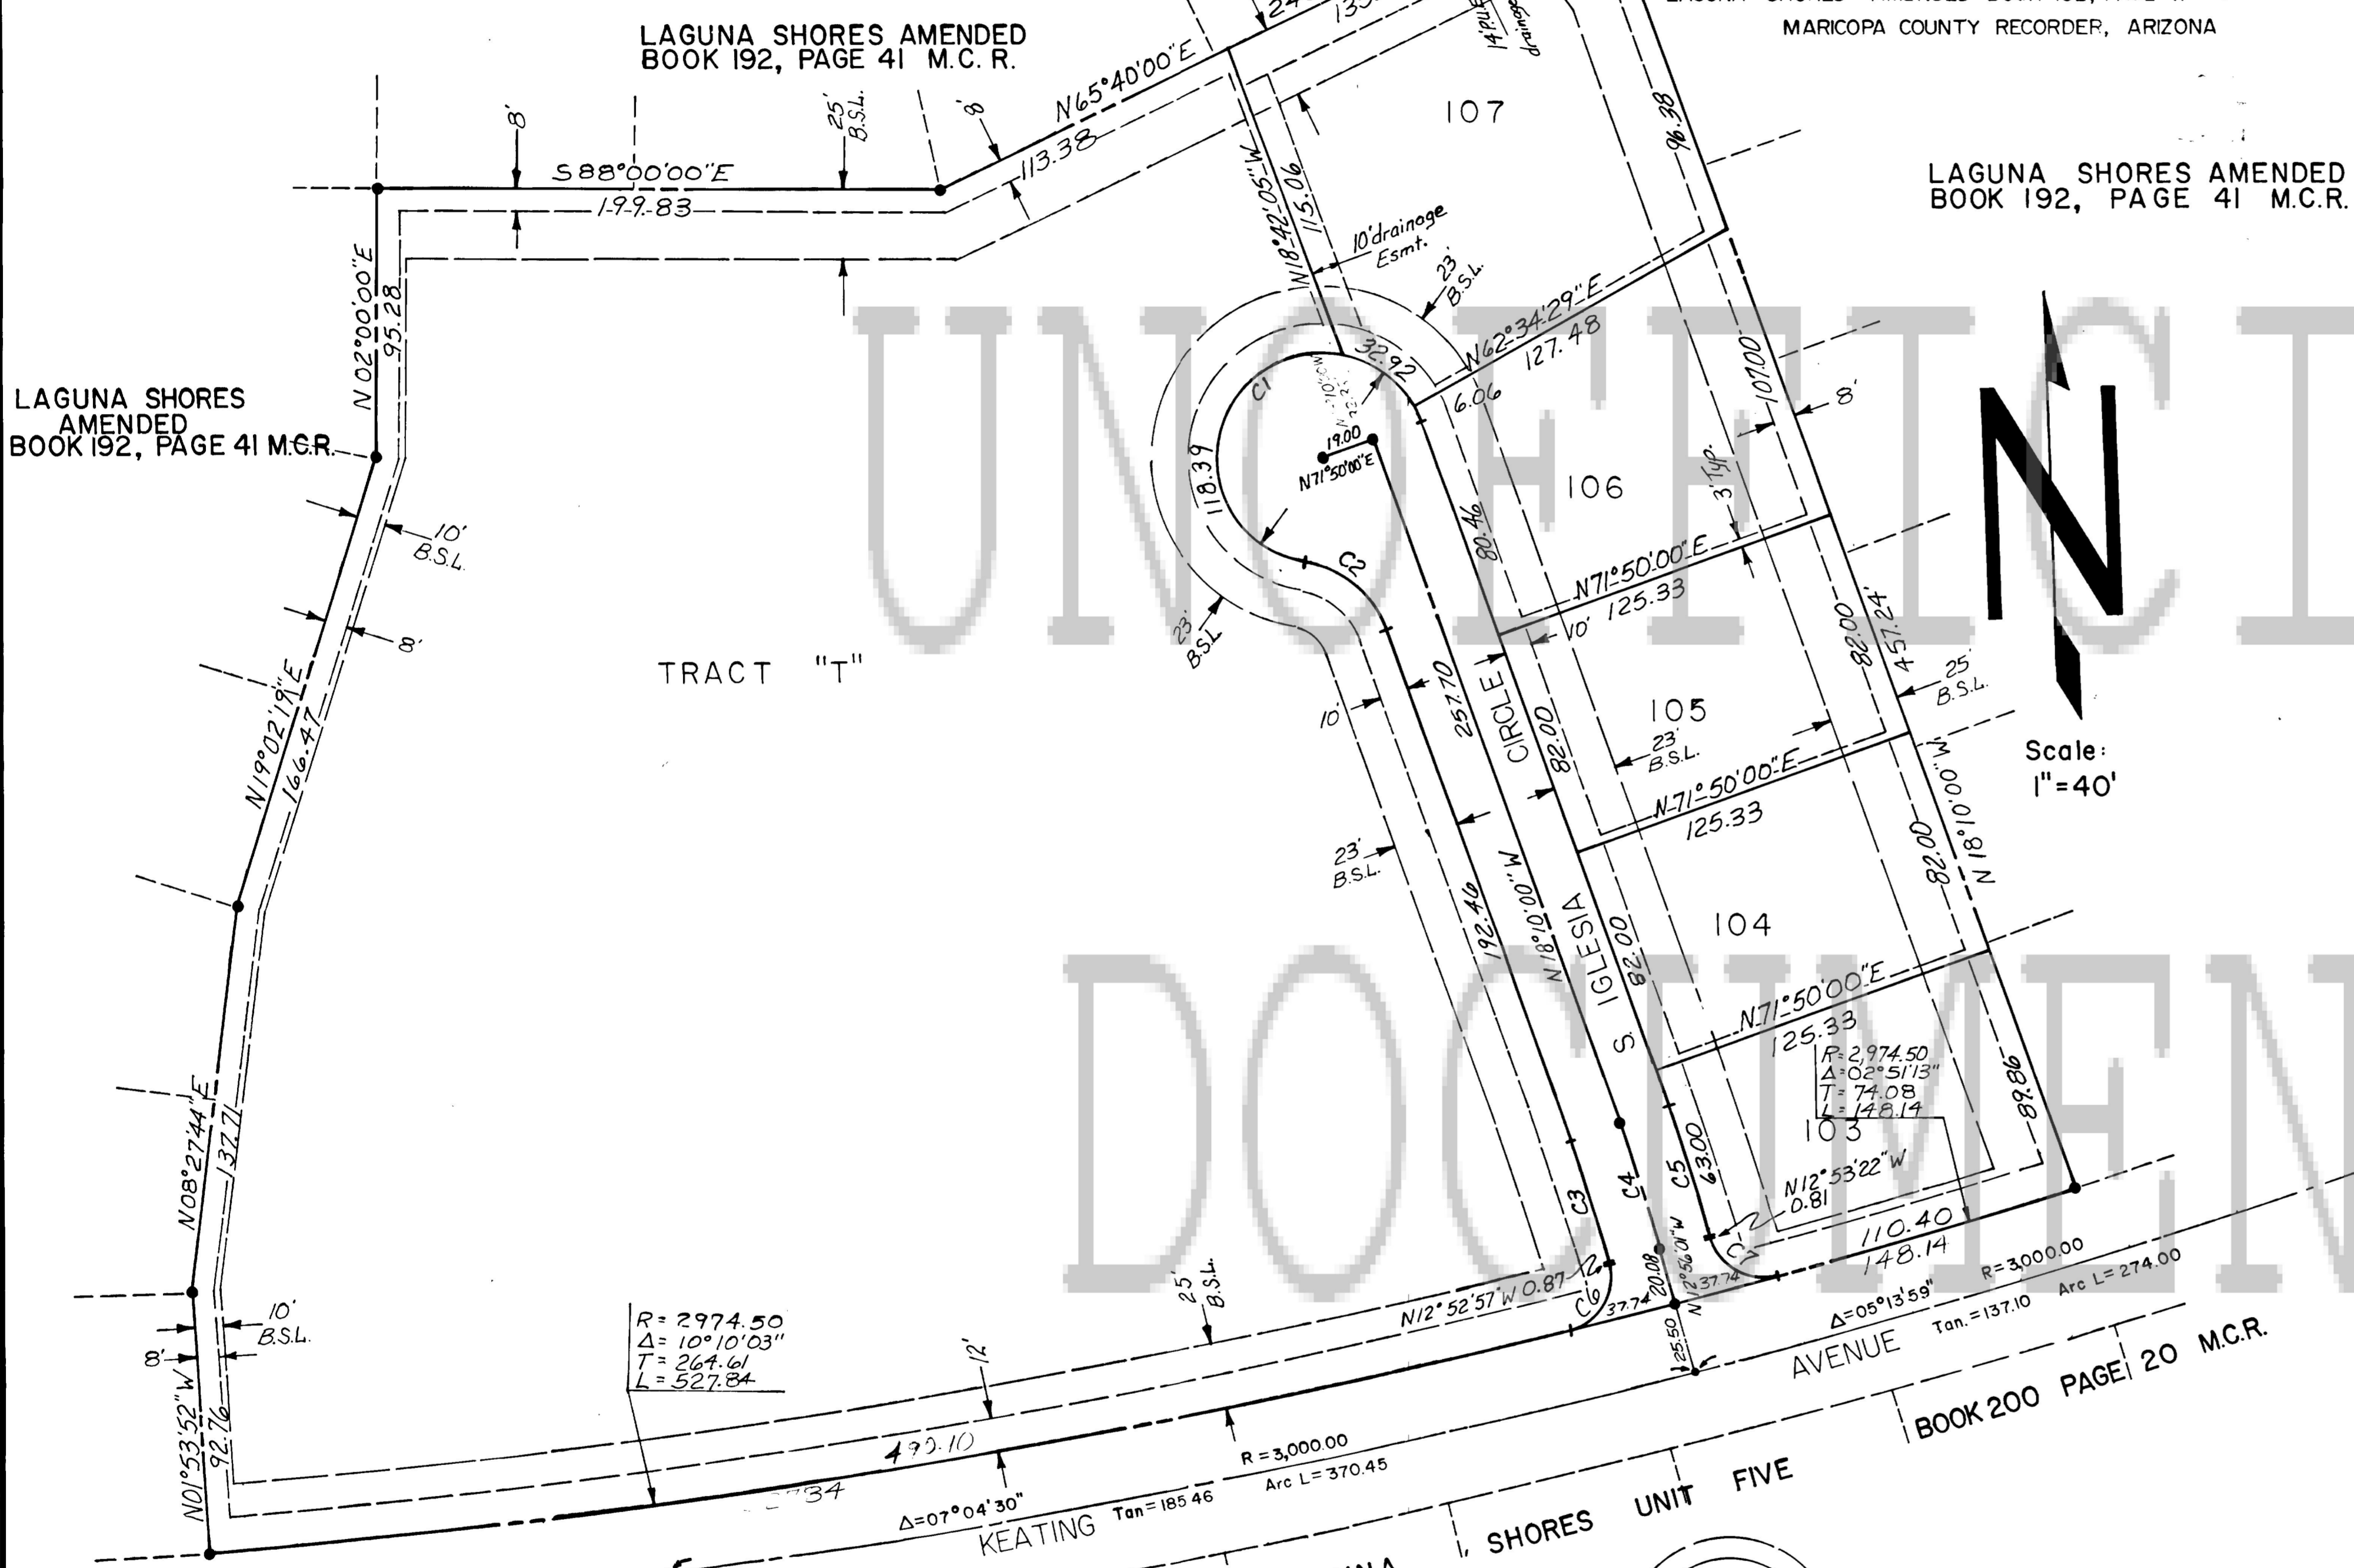 LAGUNA SHORES AMENDED
BOOK 192, PAGE 41 M.C.R.
MARICOPA COUNTY RECORDER, ARIZONA
LAGUNA SHORES AMENDED
BOOK 192, PAGE 41 M.C.R.
LAGUNA SHORES
AMENDED
BOOK 192, PAGE 41 M.C.R.
S88°00'00"E
199.83
8'
25'
B.S.L.
8'
N65°40'00"E
113.38
N18°42'05"W
115.06
10' drainage
Esmt.
107
96.38
23'
B.S.L.
N62°34'29"E
127.48
32.92
6.06
C1
118.39
19.00
N71°50'00"E
C2
N02°00'00"E
95.28
10'
B.S.L.
8'
N19°02'19"E
166.47
TRACT "T"
23'
B.S.L.
80.46
106
107.00
8'
3' Typ.
N71°50'00"E
125.33
10'
82.00
457.24'
25'
B.S.L.
105
23'
B.S.L.
N71°50'00"E
125.33
82.00
N18°10'00"W
N
Scale:
1"=40'
10'
257.70
82.00
S. IGLESIA CIRCLE
23'
B.S.L.
192.46
N18°10'00"W
82.00
104
N71°50'00"E
125.33
R=2,974.50
Δ=02°51'13"
T=74.08
L=148.14
103
89.86
63.00
C5
C4
C3
N12°53'22"W
0.81
C7
110.40
148.14
N08°27'44"E
137.71
10'
B.S.L.
8'
N01°53'52"W
92.76
R=2974.50
Δ=10°10'03"
T=264.61
L=527.84
25'
B.S.L.
12'
N12°52'57"W 0.87
C6
37.74
20.08
N12°56'01"W
37.74
25.50
490.10
R=3,000.00
Arc L=370.45
Δ=07°04'30"
Tan=185.46
R=3,000.00
Arc L=274.00
Δ=05°13'59"
Tan.=137.10
KEATING AVENUE
SHORES UNIT FIVE
BOOK 200 PAGE 20 M.C.R.
DOCUMEN